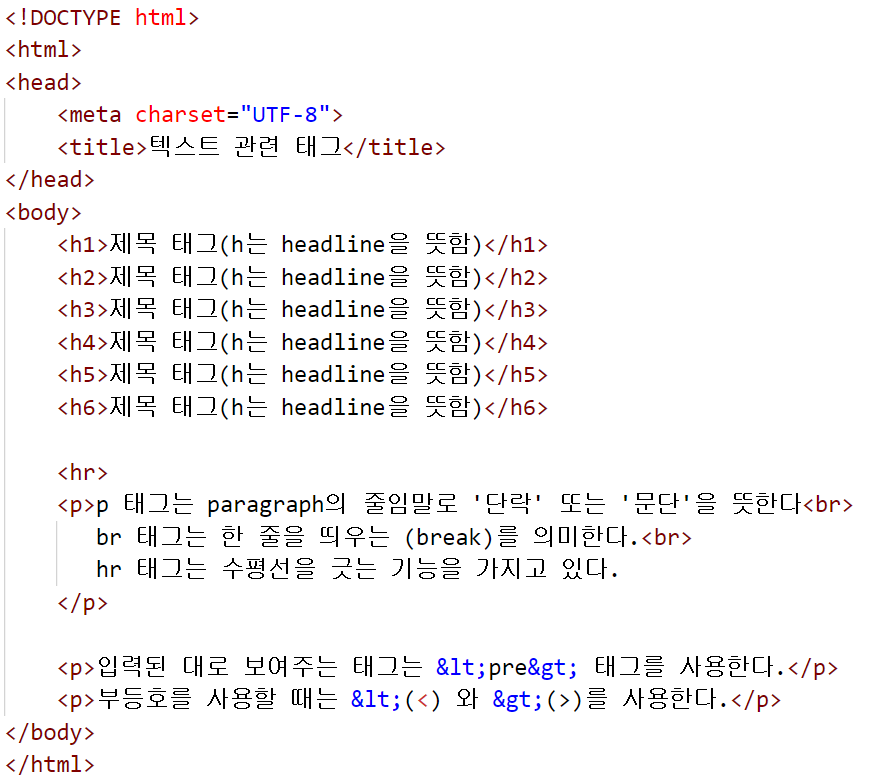 <!DOCTYPE html>
<html>
<head>
<meta charset="UTF-8">
<title>텍스트 관련 태그</title>
</head>
<body>
<h1>제목 태그(h는 headline을 뜻함)</h1>
<h2>제목 태그(h는 headline을 뜻함)</h2>
<h3>제목 태그(h는 headline을 뜻함)</h3>
<h4>제목 태그(h는 headline을 뜻함)</h4>
<h5>제목 태그(h는 headline을 뜻함)</h5>
<h6>제목 태그(h는 headline을 뜻함)</h6>
<hr>
<p>p 태그는 paragraph의 줄임말로 '단락' 또는 '문단'을 뜻한다<br>
br 태그는 한 줄을 띄우는 (break)를 의미한다.<br>
hr 태그는 수평선을 긋는 기능을 가지고 있다.
</p>
<p>입력된 대로 보여주는 태그는 &lt;pre&gt; 태그를 사용한다.</p>
<p>부등호를 사용할 때는 &lt;(<) 와 &gt;(>)를 사용한다.</p>
</body>
</html>